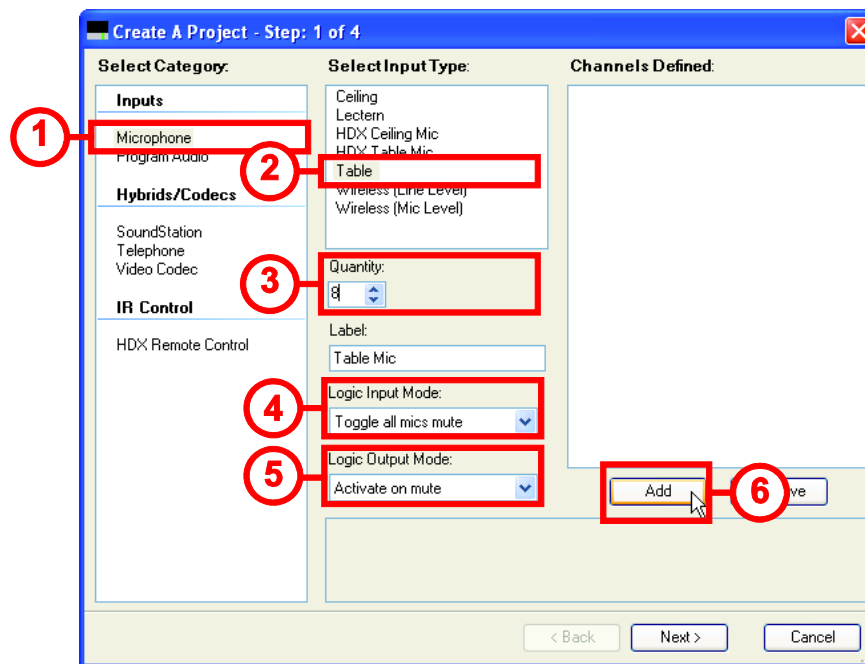 Create A Project - Step: 1 of 4
Select Category:
Inputs
1
Microphone
Program Audio
Hybrids/Codecs
SoundStation
Telephone
Video Codec
IR Control
HDX Remote Control
Select Input Type:
Ceiling
Lectern
HDX Ceiling Mic
HDX Table Mic
2
Table
Wireless (Line Level)
Wireless (Mic Level)
3
Quantity:
8
Label:
Table Mic
4
Logic Input Mode:
Toggle all mics mute
5
Logic Output Mode:
Activate on mute
Channels Defined:
Add
6
< Back
Next >
Cancel